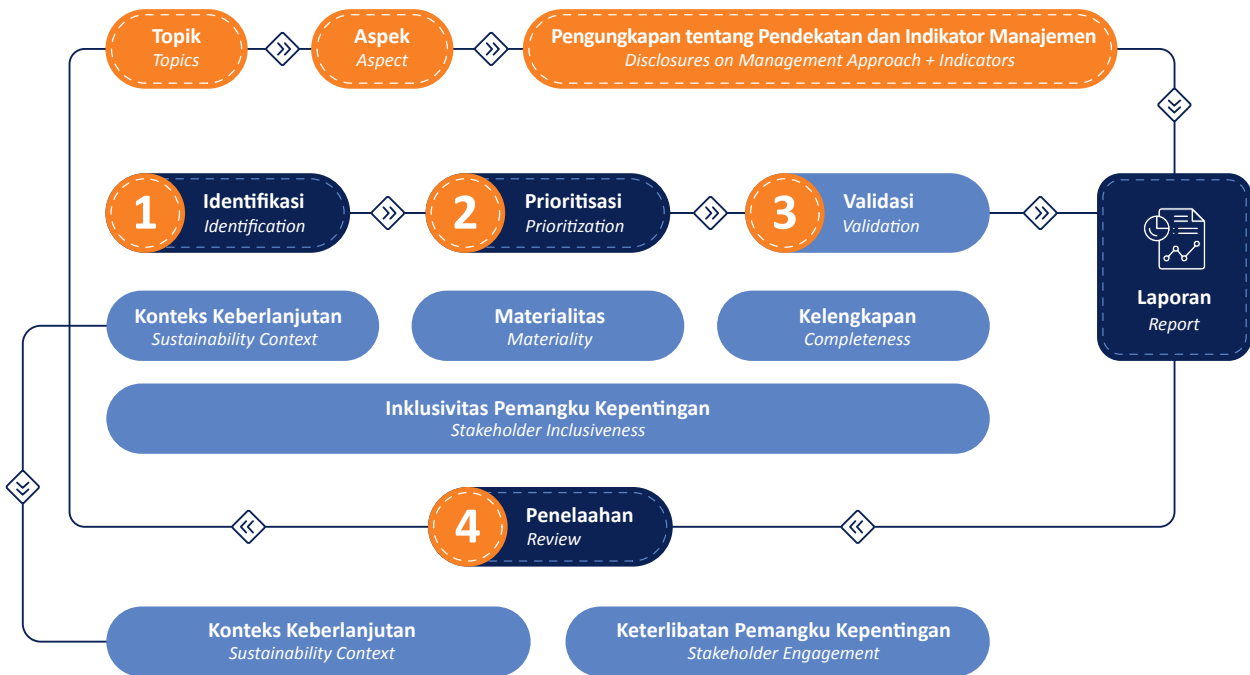 Topik
Topics
Aspek
Aspect
Pengungkapan tentang Pendekatan dan Indikator Manajemen
Disclosures on Management Approach + Indicators
1
Identifikasi
Identification
2
Prioritisasi
Prioritization
3
Validasi
Validation
Laporan
Report
Konteks Keberlanjutan
Sustainability Context
Materialitas
Materiality
Kelengkapan
Completeness
Inklusivitas Pemangku Kepentingan
Stakeholder Inclusiveness
4
Penelaahan
Review
Konteks Keberlanjutan
Sustainability Context
Keterlibatan Pemangku Kepentingan
Stakeholder Engagement